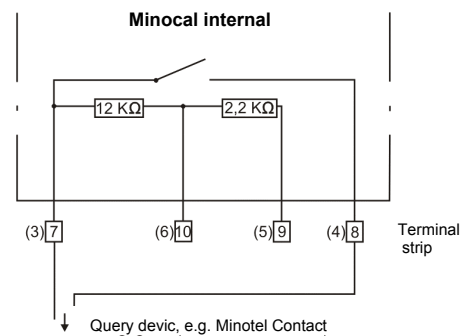 Minocal internal
12 KΩ 2,2 KΩ
(3) 7 (6) 10 (5) 9 (4) 8 Terminal
strip
Query devic, e.g. Minotel Contact